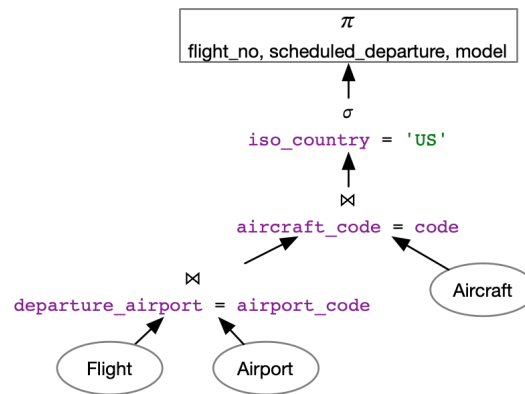 π
flight_no, scheduled_departure, model
σ
iso_country = 'US'
⋈
aircraft_code = code
Aircraft
⋈
departure_airport = airport_code
Flight
Airport